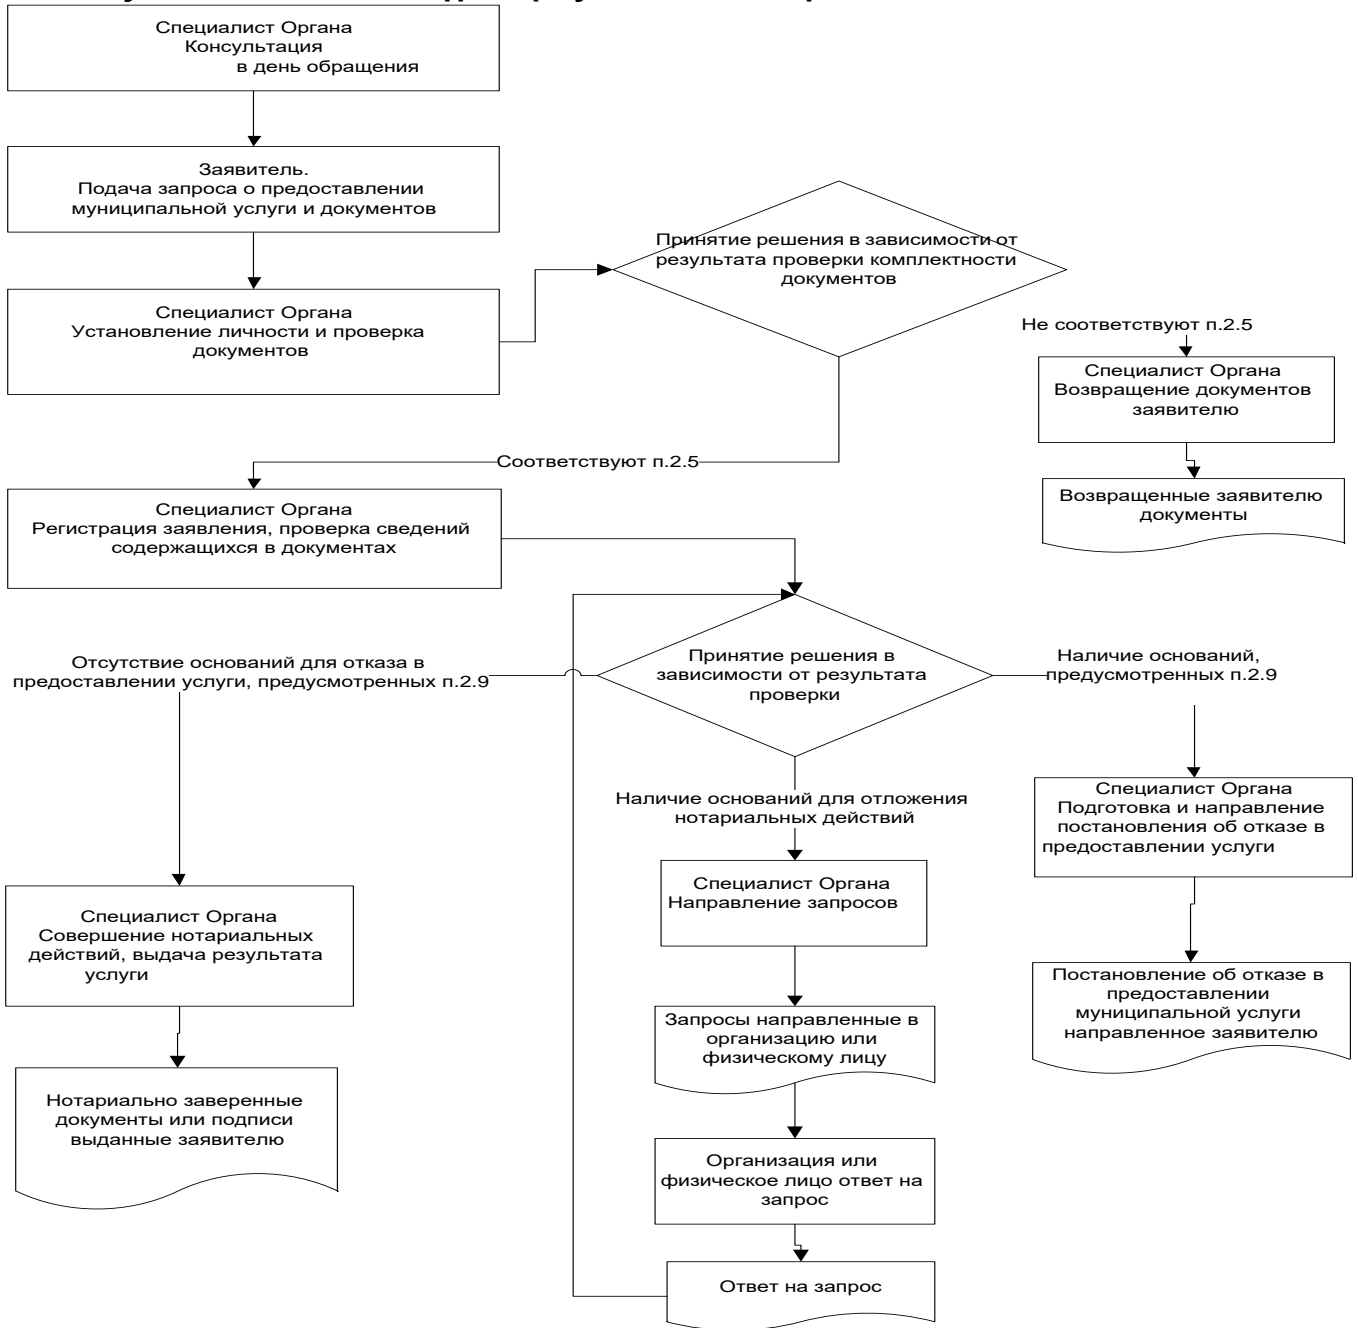 Специалист Органа
Консультация
в день обращения
Заявитель.
Подача запроса о предоставлении
муниципальной услуги и документов
Принятие решения в зависимости от
результата проверки комплектности
документов
Специалист Органа
Установление личности и проверка
документов
Не соответствуют п.2.5
Специалист Органа
Возвращение документов
заявителю
Соответствуют п.2.5
Возвращенные заявителю
документы
Специалист Органа
Регистрация заявления, проверка сведений
содержащихся в документах
Отсутствие оснований для отказа в
предоставлении услуги, предусмотренных п.2.9
Принятие решения в
зависимости от результата
проверки
Наличие оснований,
предусмотренных п.2.9
Наличие оснований для отложения
нотариальных действий
Специалист Органа
Подготовка и направление
постановления об отказе в
предоставлении услуги
Специалист Органа
Направление запросов
Специалист Органа
Совершение нотариальных
действий, выдача результата
услуги
Постановление об отказе в
предоставлении
муниципальной услуги
направленное заявителю
Запросы направленные в
организацию или
физическому лицу
Нотариально заверенные
документы или подписи
выданные заявителю
Организация или
физическое лицо ответ на
запрос
Ответ на запрос